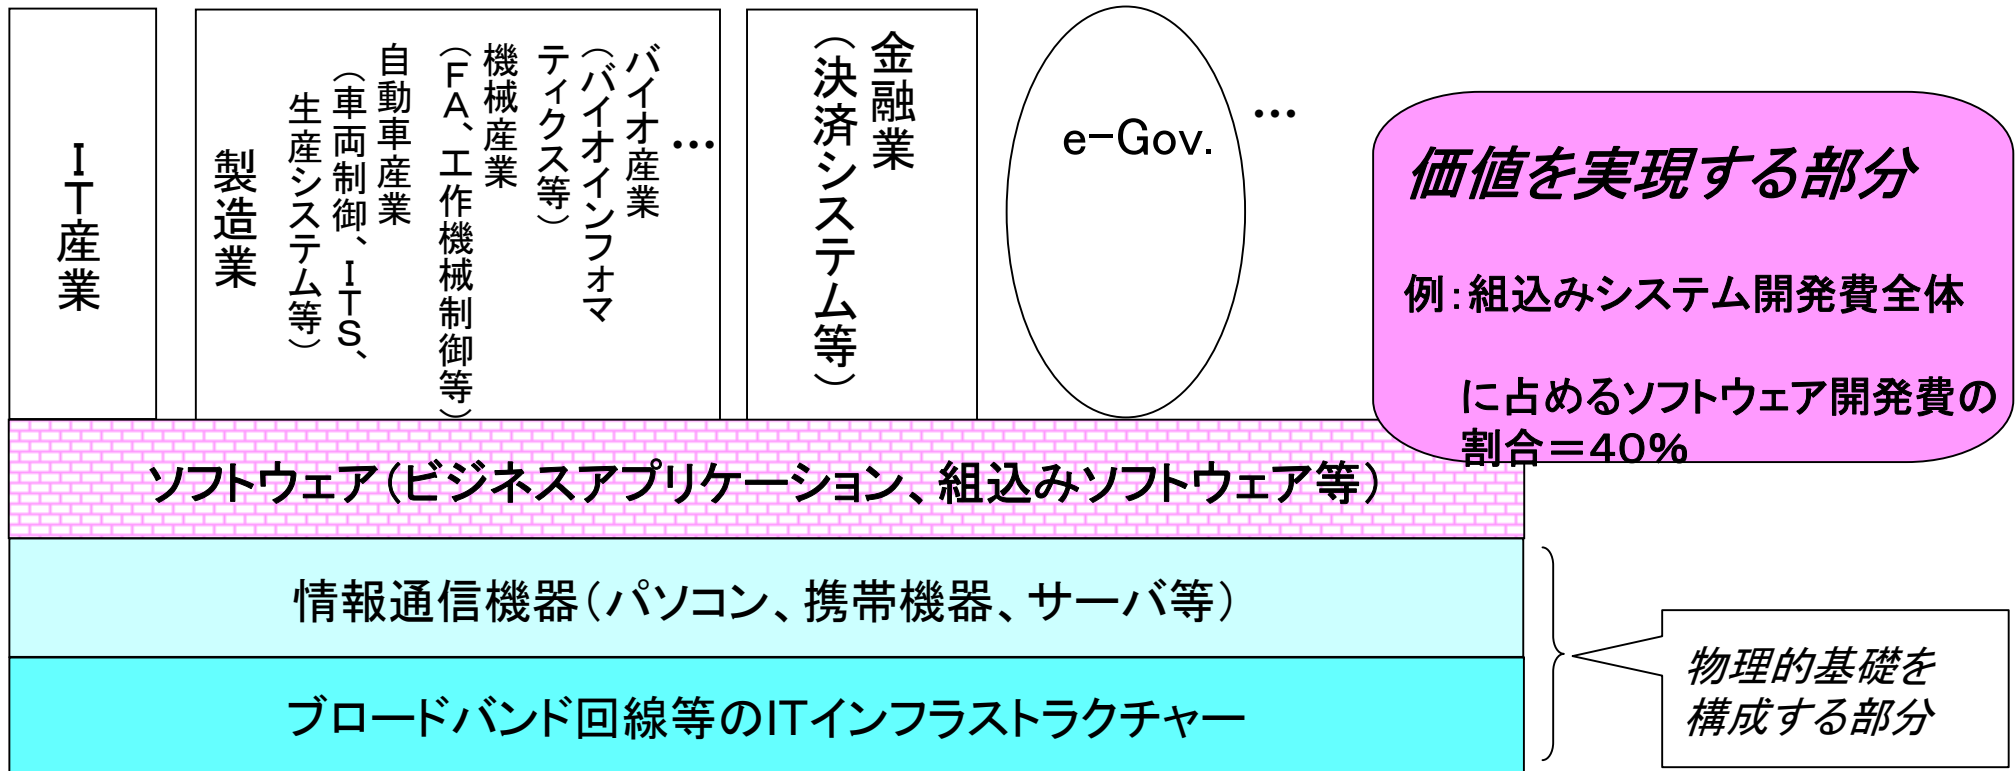 IT産業
製造業
自動車産業
(車両制御、ITS、
生産システム等)
機械産業
(FA、工作機械制御等)
バイオ産業
(バイオインフォマ
ティクス等)
…
金融業
(決済システム等)
e-Gov.
…
価値を実現する部分
例:組込みシステム開発費全体
に占めるソフトウェア開発費の
割合=40%
ソフトウェア(ビジネスアプリケーション、組込みソフトウェア等)
情報通信機器(パソコン、携帯機器、サーバ等)
ブロードバンド回線等のITインフラストラクチャー
物理的基礎を
構成する部分